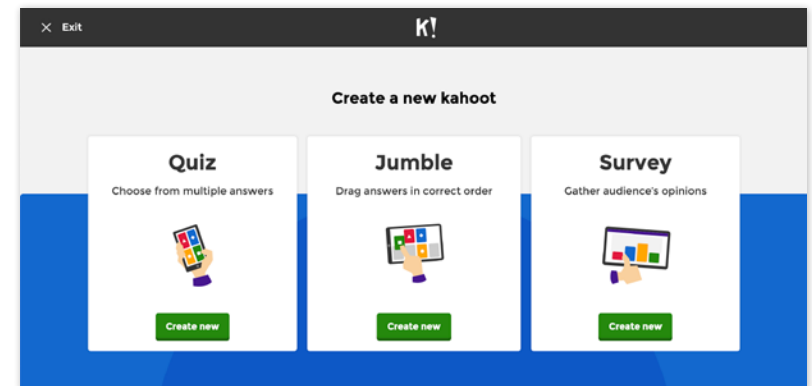 × Exit
K!
Create a new kahoot
Quiz
Choose from multiple answers
Create new
Jumble
Drag answers in correct order
Create new
Survey
Gather audience's opinions
Create new